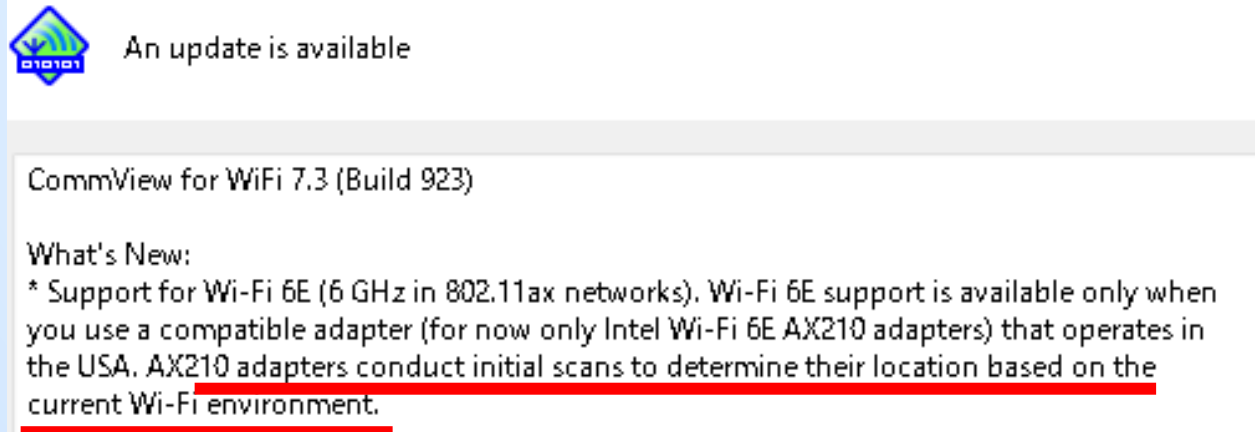 010101
An update is available
CommView for WiFi 7.3 (Build 923)
What's New:
* Support for Wi-Fi 6E (6 GHz in 802.11ax networks). Wi-Fi 6E support is available only when
you use a compatible adapter (for now only Intel Wi-Fi 6E AX210 adapters) that operates in
the USA. AX210 adapters conduct initial scans to determine their location based on the
current Wi-Fi environment.